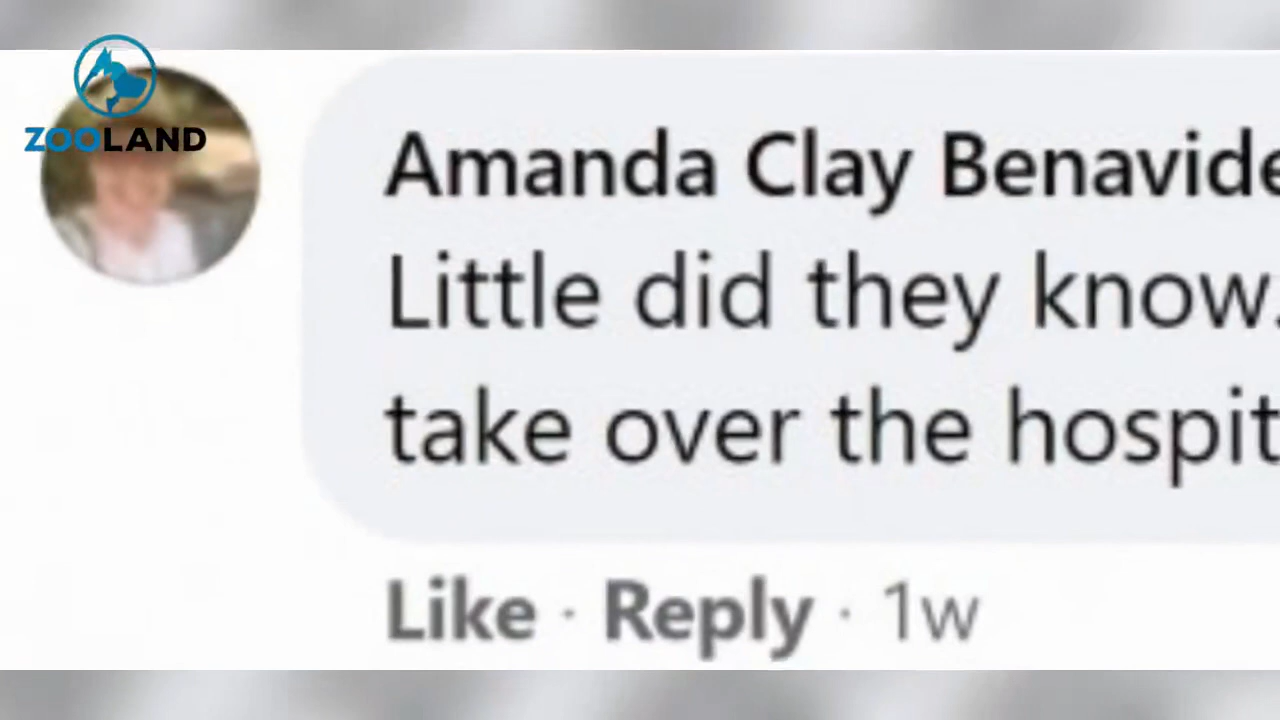 ZOOLAND
Amanda Clay Benavide
Little did they know.
take over the hospit
Like · Reply · 1w